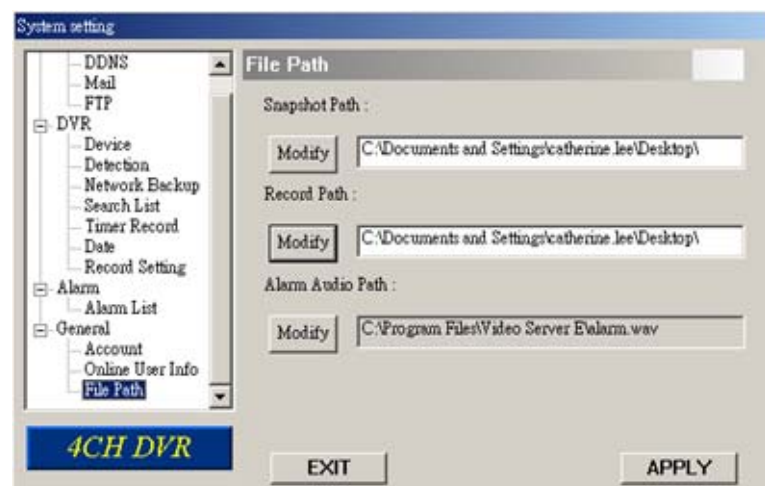 System setting
DDNS
Mail
FTP
DVR
Device
Detection
Network Backup
Search List
Timer Record
Date
Record Setting
Alarm
Alarm List
General
Account
Online User Info
File Path
4CH DVR
File Path
Snapshot Path :
Modify C:\Documents and Settings\catherine.lee\Desktop\
Record Path :
Modify C:\Documents and Settings\catherine.lee\Desktop\
Alarm Audio Path :
Modify C:\Program Files\Video Server E\alarm.wav
EXIT APPLY